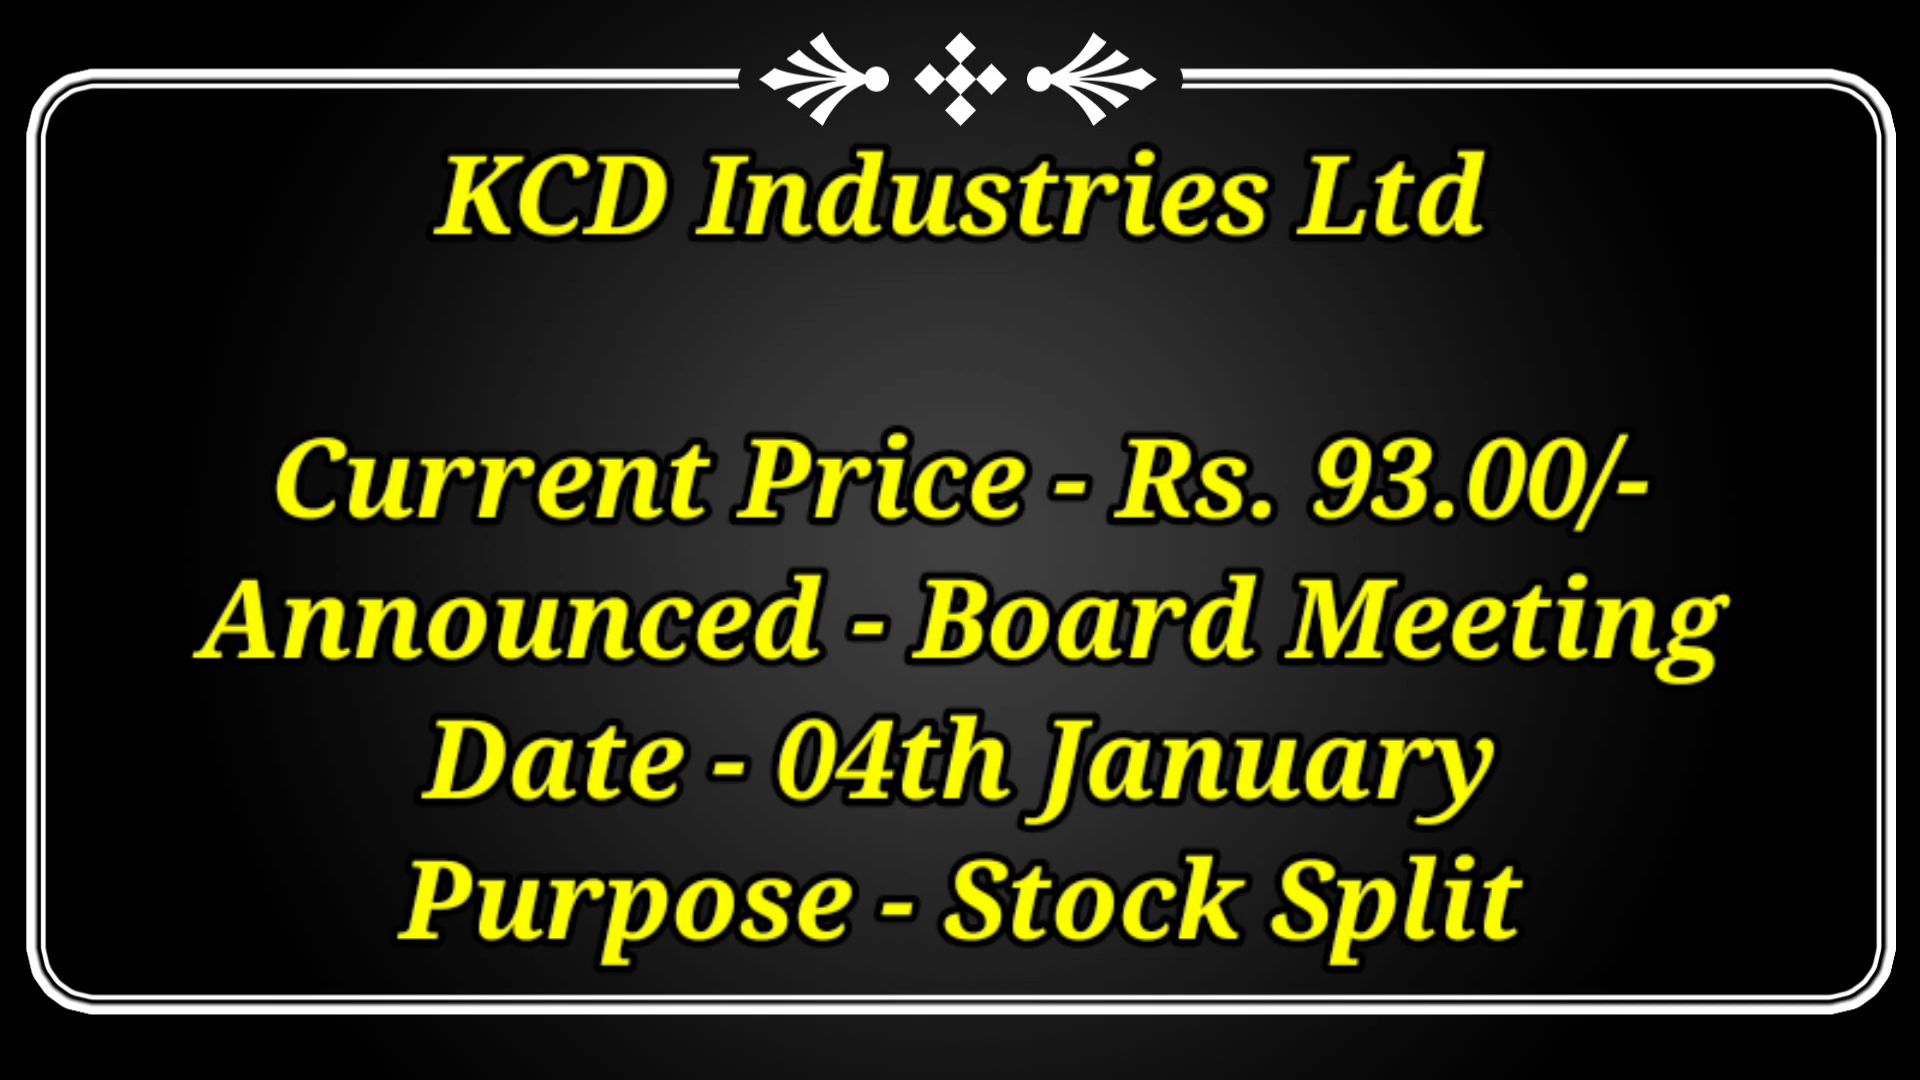 KCD Industries Ltd
Current Price - Rs. 93.00/-
Announced - Board Meeting
Date - 04th January
Purpose - Stock Split